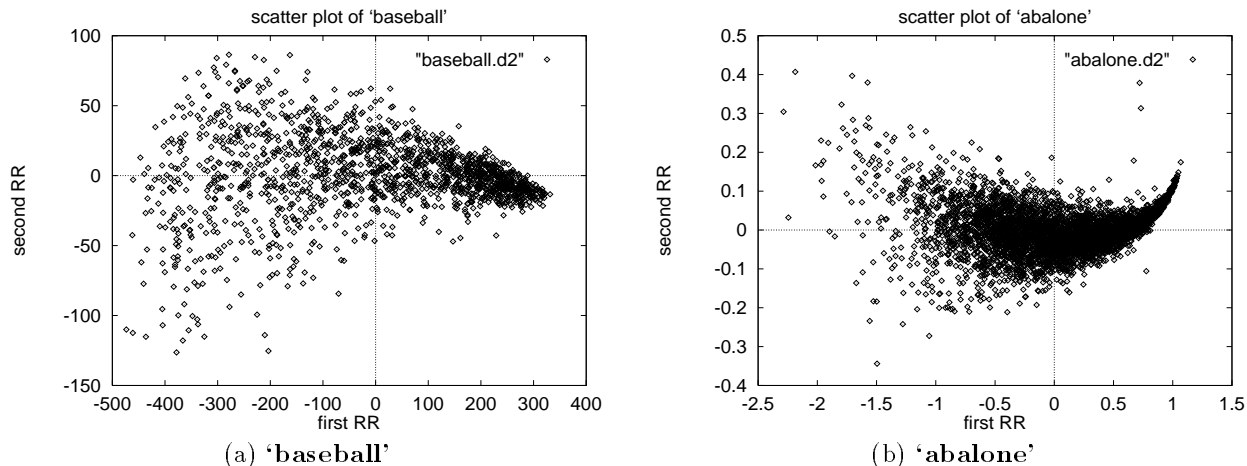 scatter plot of 'baseball'
"baseball.d2"
100
50
0
-50
-100
-150
second RR
-500 -400 -300 -200 -100 0 100 200 300 400
first RR
(a) 'baseball'
scatter plot of 'abalone'
"abalone.d2"
0.5
0.4
0.3
0.2
0.1
0
-0.1
-0.2
-0.3
-0.4
second RR
-2.5 -2 -1.5 -1 -0.5 0 0.5 1 1.5
first RR
(b) 'abalone'